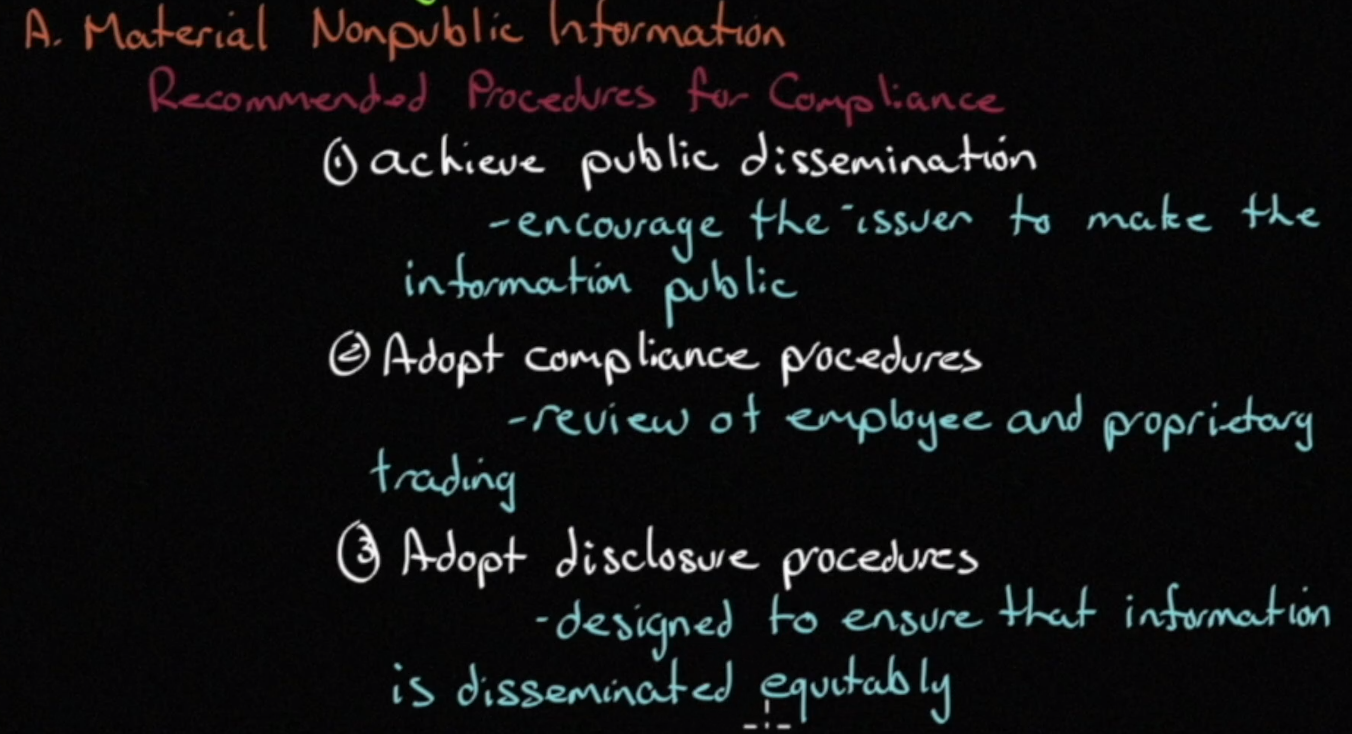 A. Material Nonpublic Information
Recommended Procedures for Compliance
① achieve public dissemination
-encourage the issuer to make the
information public
② Adopt compliance procedures
-review of employee and proprietary
trading
③ Adopt disclosure procedures
-designed to ensure that information
is disseminated equitably